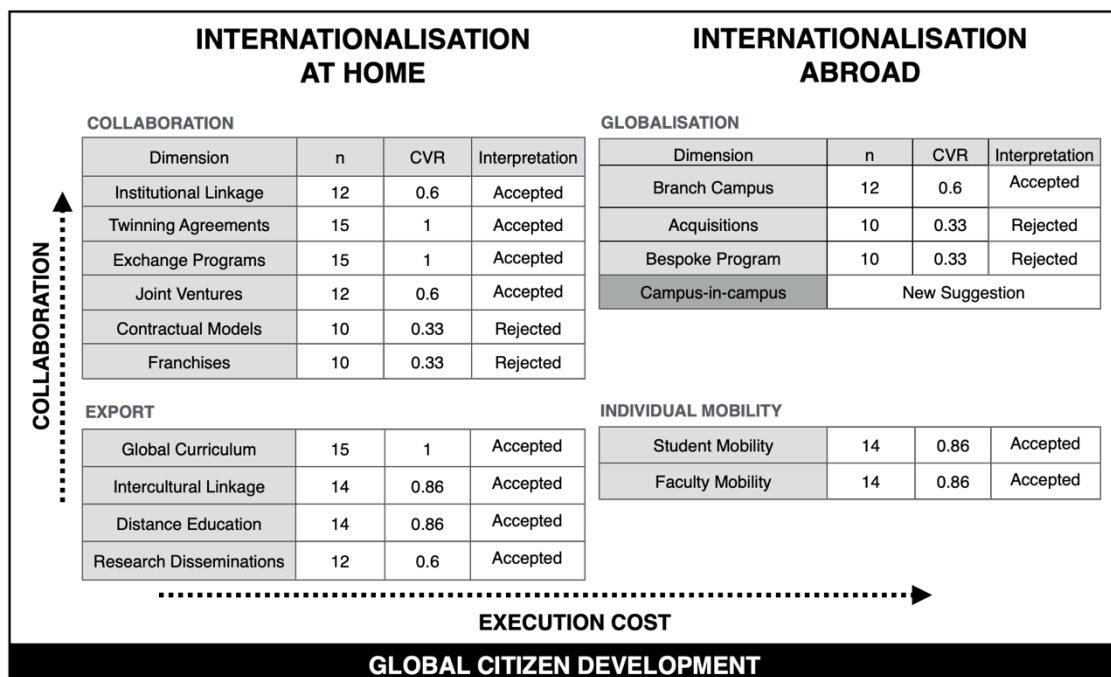 INTERNATIONALISATION
AT HOME
INTERNATIONALISATION
ABROAD
COLLABORATION
Dimension n CVR Interpretation
Institutional Linkage 12 0.6 Accepted
Twinning Agreements 15 1 Accepted
Exchange Programs 15 1 Accepted
Joint Ventures 12 0.6 Accepted
Contractual Models 10 0.33 Rejected
Franchises 10 0.33 Rejected
GLOBALISATION
Dimension n CVR Interpretation
Branch Campus 12 0.6 Accepted
Acquisitions 10 0.33 Rejected
Bespoke Program 10 0.33 Rejected
Campus-in-campus New Suggestion
EXPORT
Global Curriculum 15 1 Accepted
Intercultural Linkage 14 0.86 Accepted
Distance Education 14 0.86 Accepted
Research Disseminations 12 0.6 Accepted
INDIVIDUAL MOBILITY
Student Mobility 14 0.86 Accepted
Faculty Mobility 14 0.86 Accepted
COLLABORATION
EXECUTION COST
GLOBAL CITIZEN DEVELOPMENT